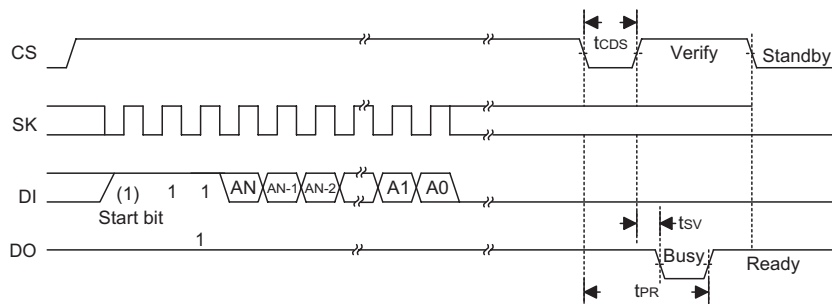 CS tCDS Verify Standby
SK
DI (1) 1 1 AN AN-1 AN-2 A1 A0
Start bit
tSV
DO 1 Busy Ready
tPR